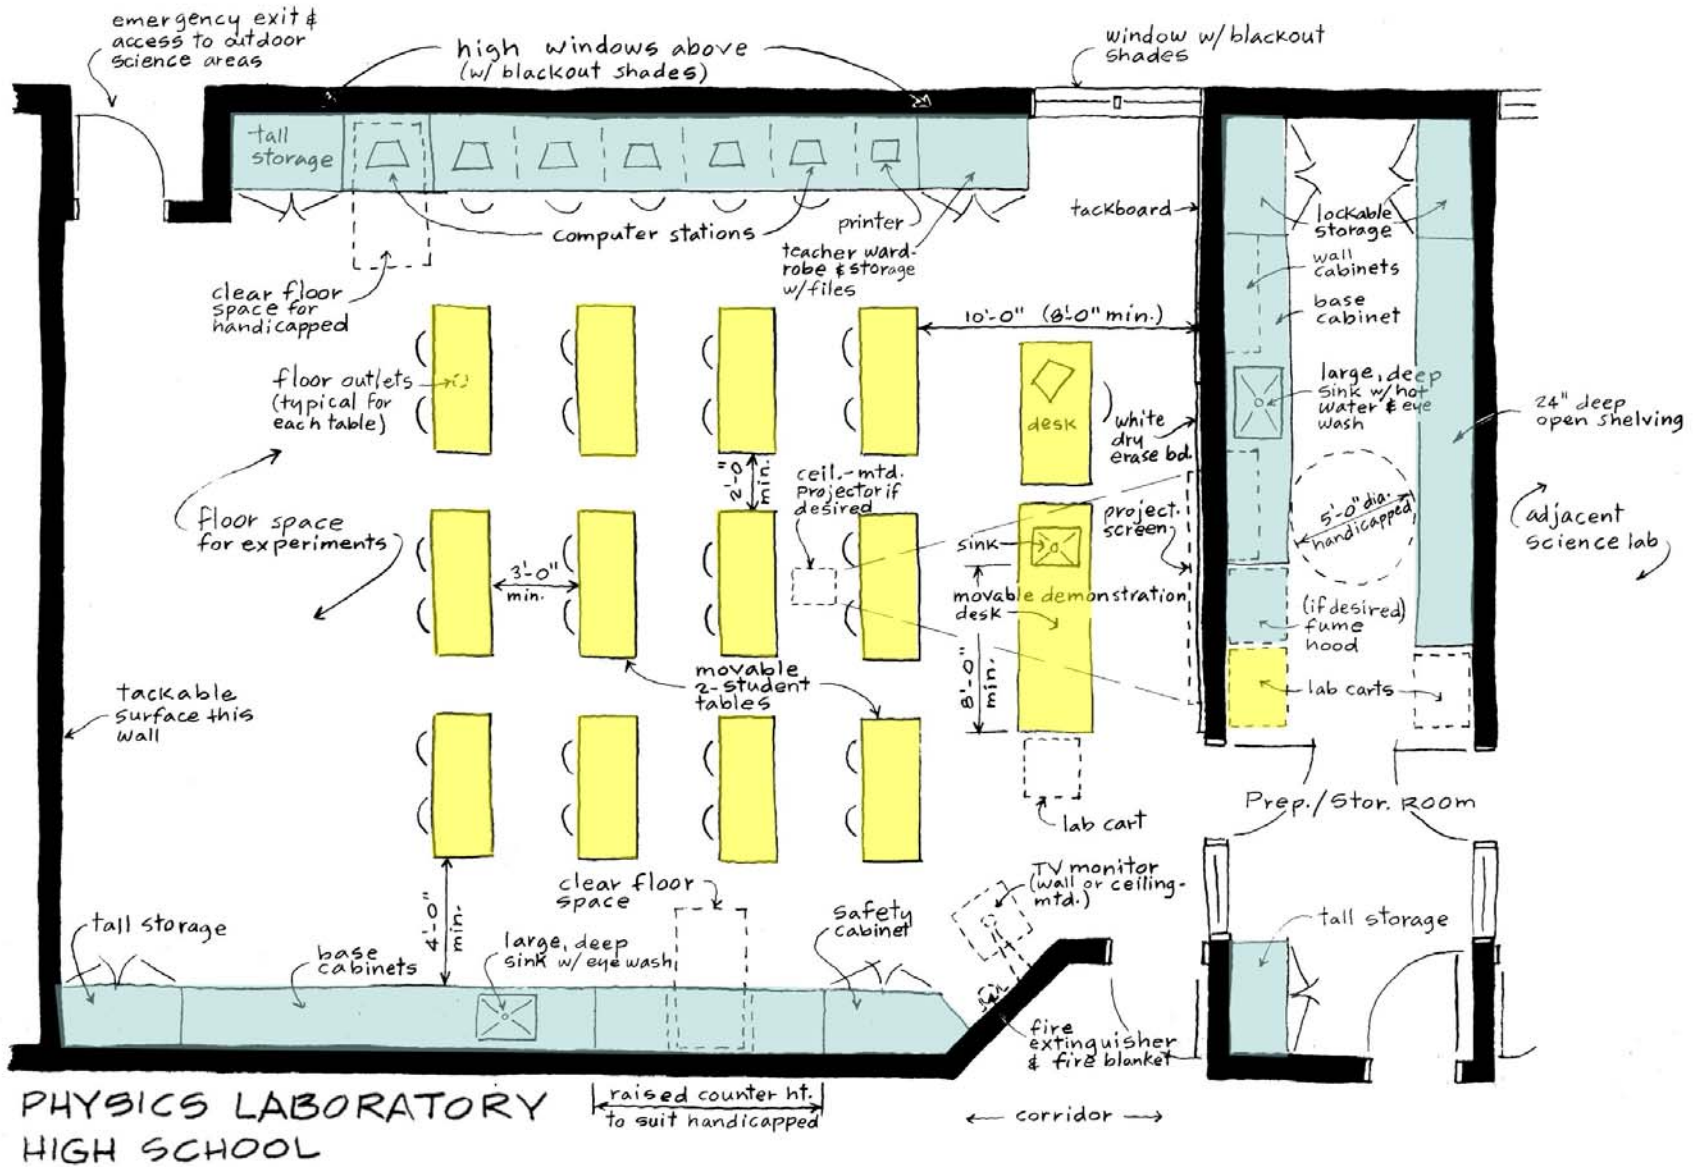 emergency exit &
access to outdoor
science areas
high windows above
(w/ blackout shades)
window w/ blackout
shades
tall
storage
computer stations
printer
teacher ward-
robe & storage
w/files
tackboard
lockable
storage
wall
cabinets
base
cabinet
clear floor
space for
handicapped
10'-0" (8'-0" min.)
floor outlets
(typical for
each table)
desk
white
dry
erase bd.
large, deep
sink w/hot
water & eye
wash
24" deep
open shelving
2'-0"
min.
ceil.-mtd.
projector if
desired
floor space
for experiments
project.
screen
sink
5'-0" dia.
handicapped
adjacent
science lab
3'-0"
min.
movable demonstration
desk
(if desired)
fume
hood
8'-0"
min.
movable
2-student
tables
lab carts
tackable
surface this
wall
Prep./Stor. Room
lab cart
TV monitor
(wall or ceiling-
mtd.)
clear floor
space
safety
cabinet
tall storage
4'-0"
min.
tall storage
base
cabinets
large, deep
sink w/ eye wash
fire
extinguisher
& fire blanket
raised counter ht.
to suit handicapped
corridor
PHYSICS LABORATORY
HIGH SCHOOL